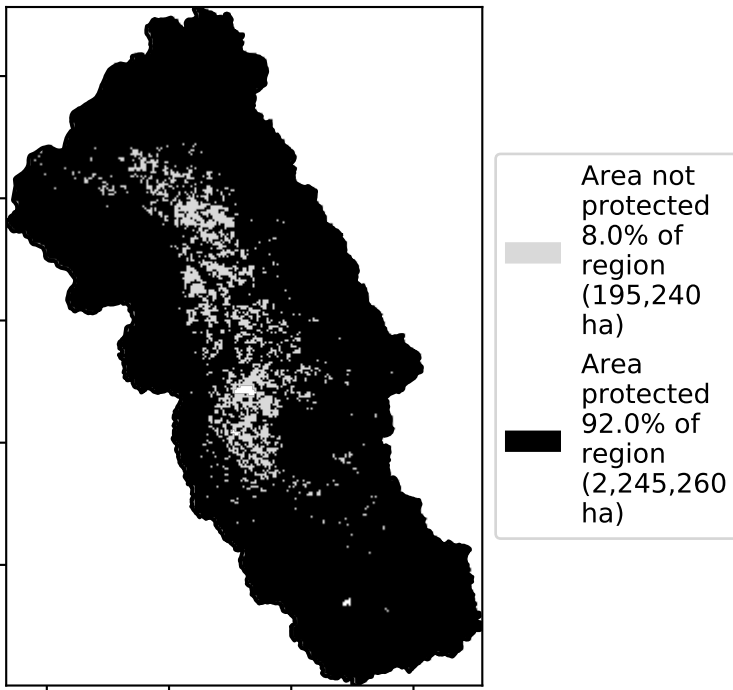 Area not
protected
8.0% of
region
(195,240
ha)
Area
protected
92.0% of
region
(2,245,260
ha)